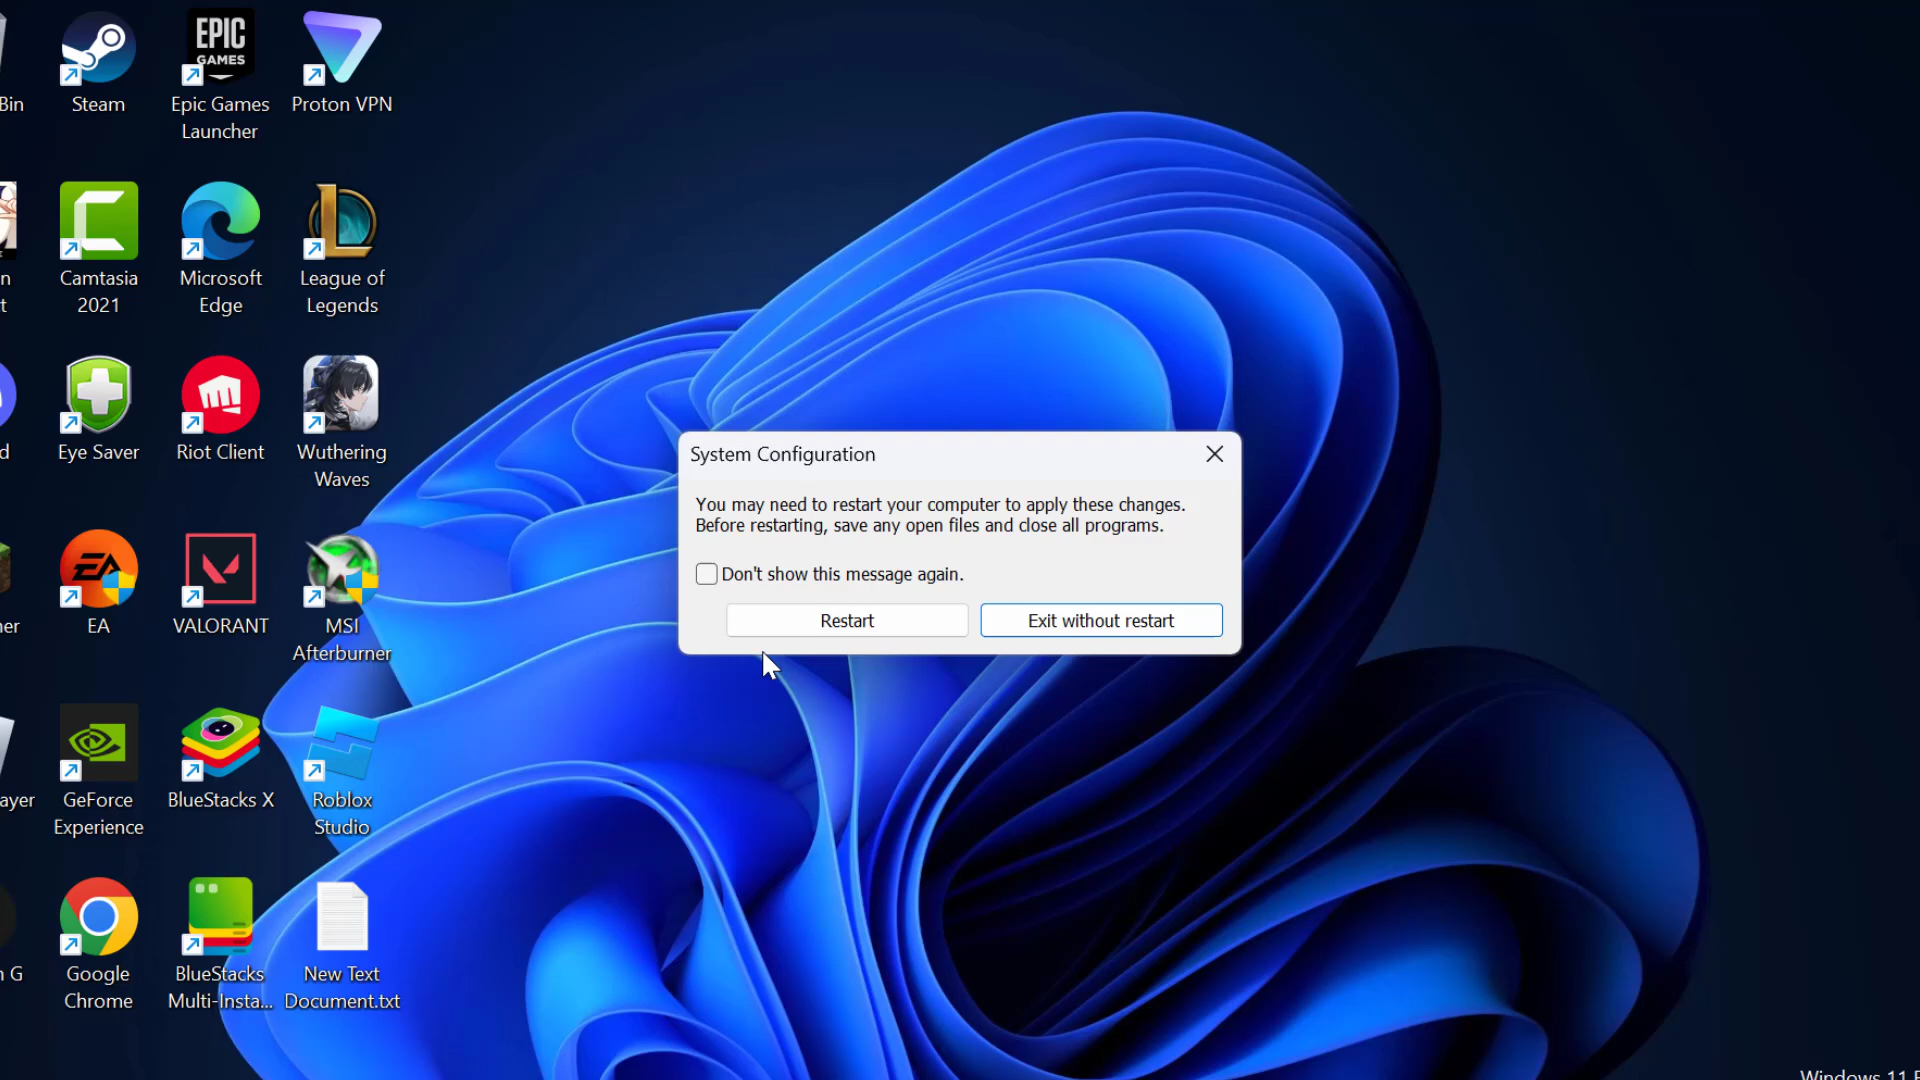 Bin
Steam
EPIC
GAMES
Epic Games
Launcher
Proton VPN
n
t
Camtasia
2021
Microsoft
Edge
League of
Legends
d
Eye Saver
Riot Client
Wuthering
Waves
System Configuration
You may need to restart your computer to apply these changes.
Before restarting, save any open files and close all programs.
Don't show this message again.
Restart
Exit without restart
ner
EA
EA
VALORANT
MSI
Afterburner
ayer
GeForce
Experience
BlueStacks X
Roblox
Studio
n G
Google
Chrome
BlueStacks
Multi-Insta...
New Text
Document.txt
Windows 11